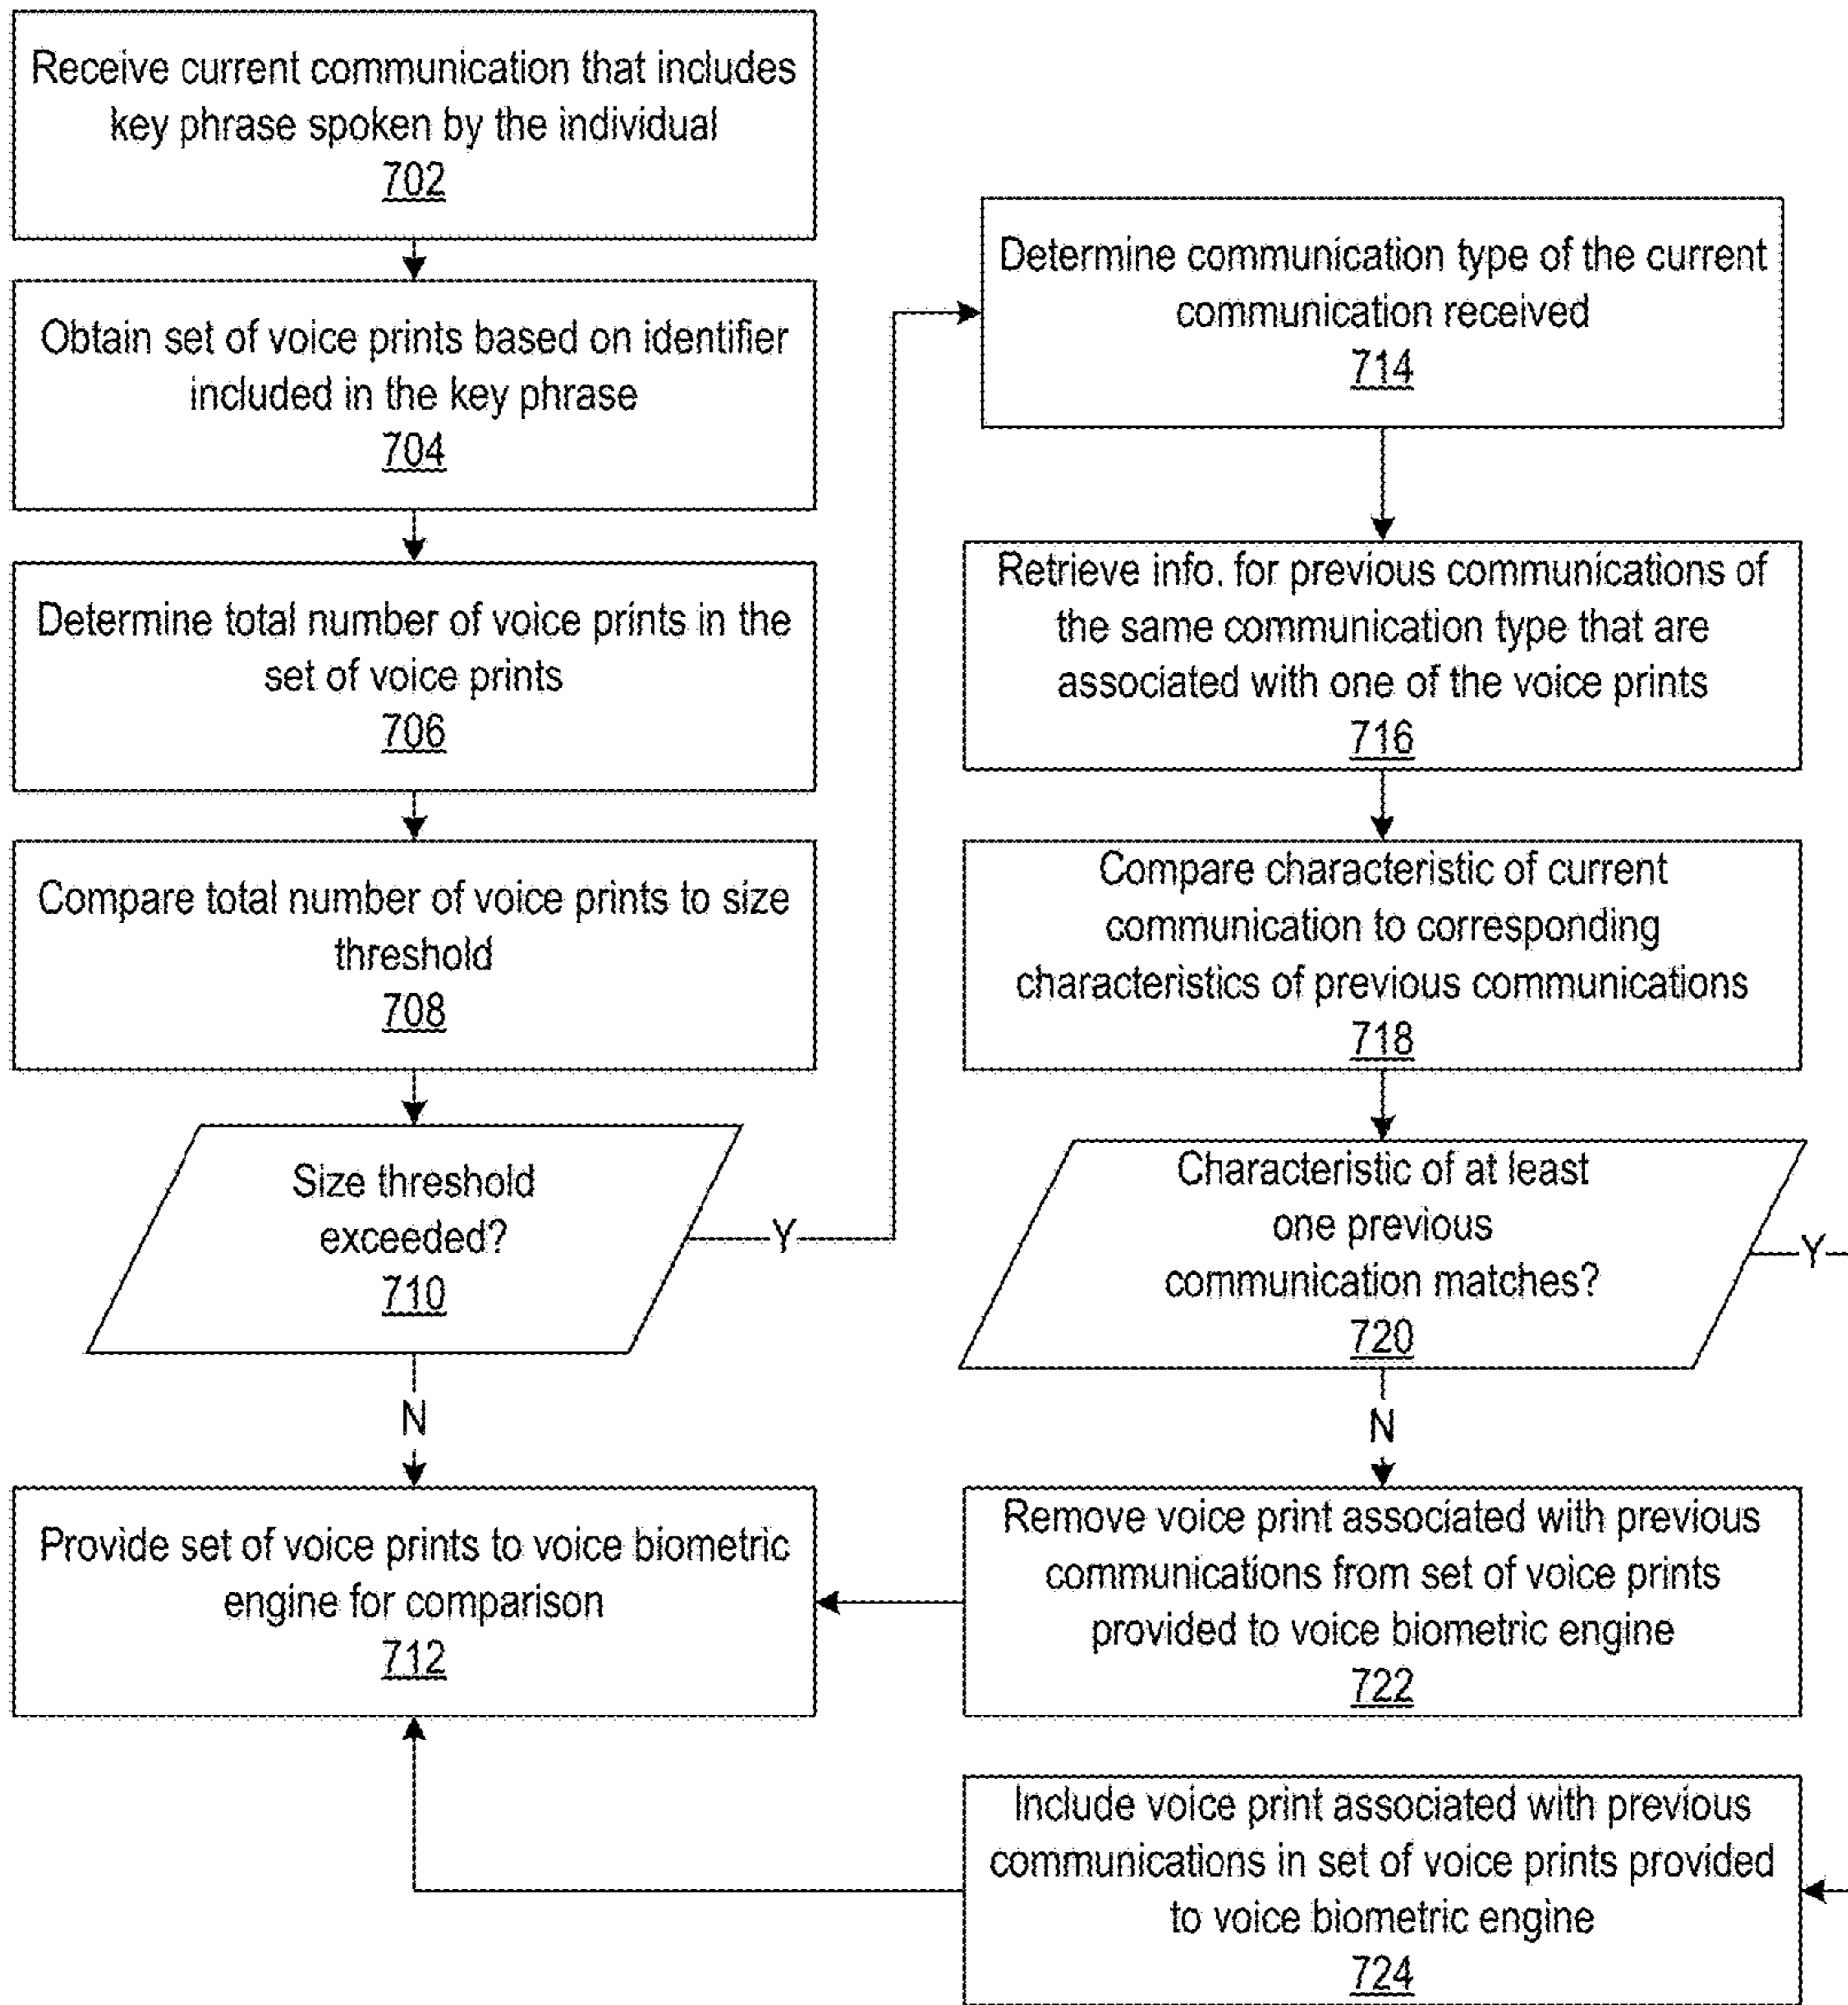 Receive current communication that includes
key phrase spoken by the individual
702
Obtain set of voice prints based on identifier
included in the key phrase
704
Determine total number of voice prints in the
set of voice prints
706
Compare total number of voice prints to size
threshold
708
Size threshold
exceeded?
710
Y
N
Provide set of voice prints to voice biometric
engine for comparison
712
Determine communication type of the current
communication received
714
Retrieve info. for previous communications of
the same communication type that are
associated with one of the voice prints
716
Compare characteristic of current
communication to corresponding
characteristics of previous communications
718
Characteristic of at least
one previous
communication matches?
720
Y
N
Remove voice print associated with previous
communications from set of voice prints
provided to voice biometric engine
722
Include voice print associated with previous
communications in set of voice prints provided
to voice biometric engine
724